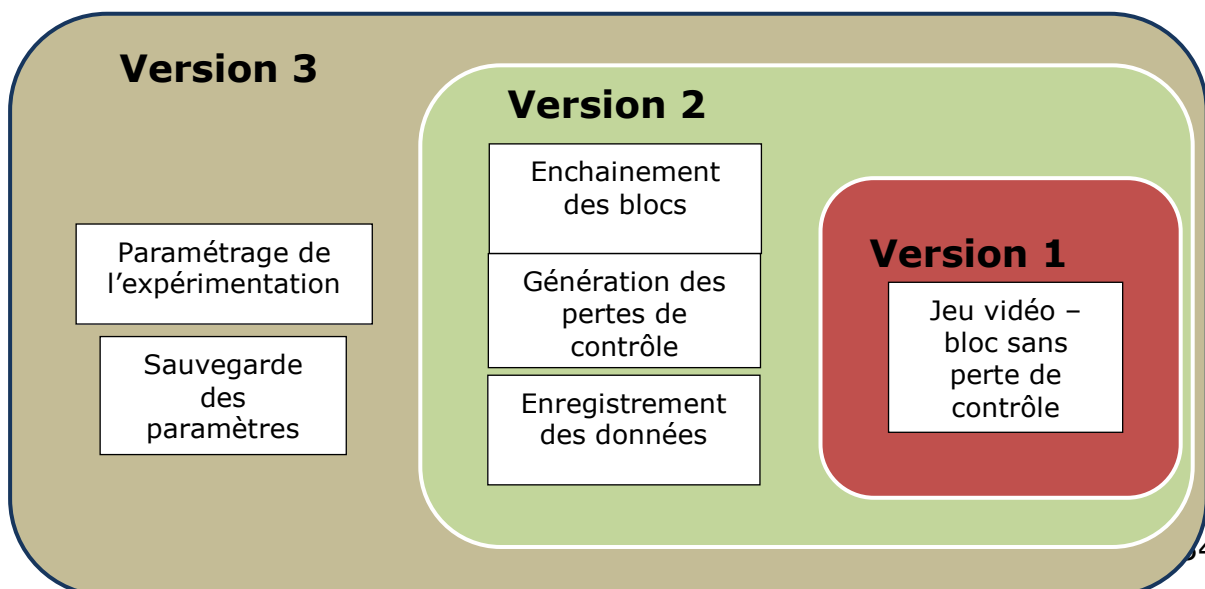 Version 3
Paramétrage de
l’expérimentation
Sauvegarde
des
paramètres
Version 2
Enchainement
des blocs
Génération des
pertes de
contrôle
Enregistrement
des données
Version 1
Jeu vidéo –
bloc sans
perte de
contrôle